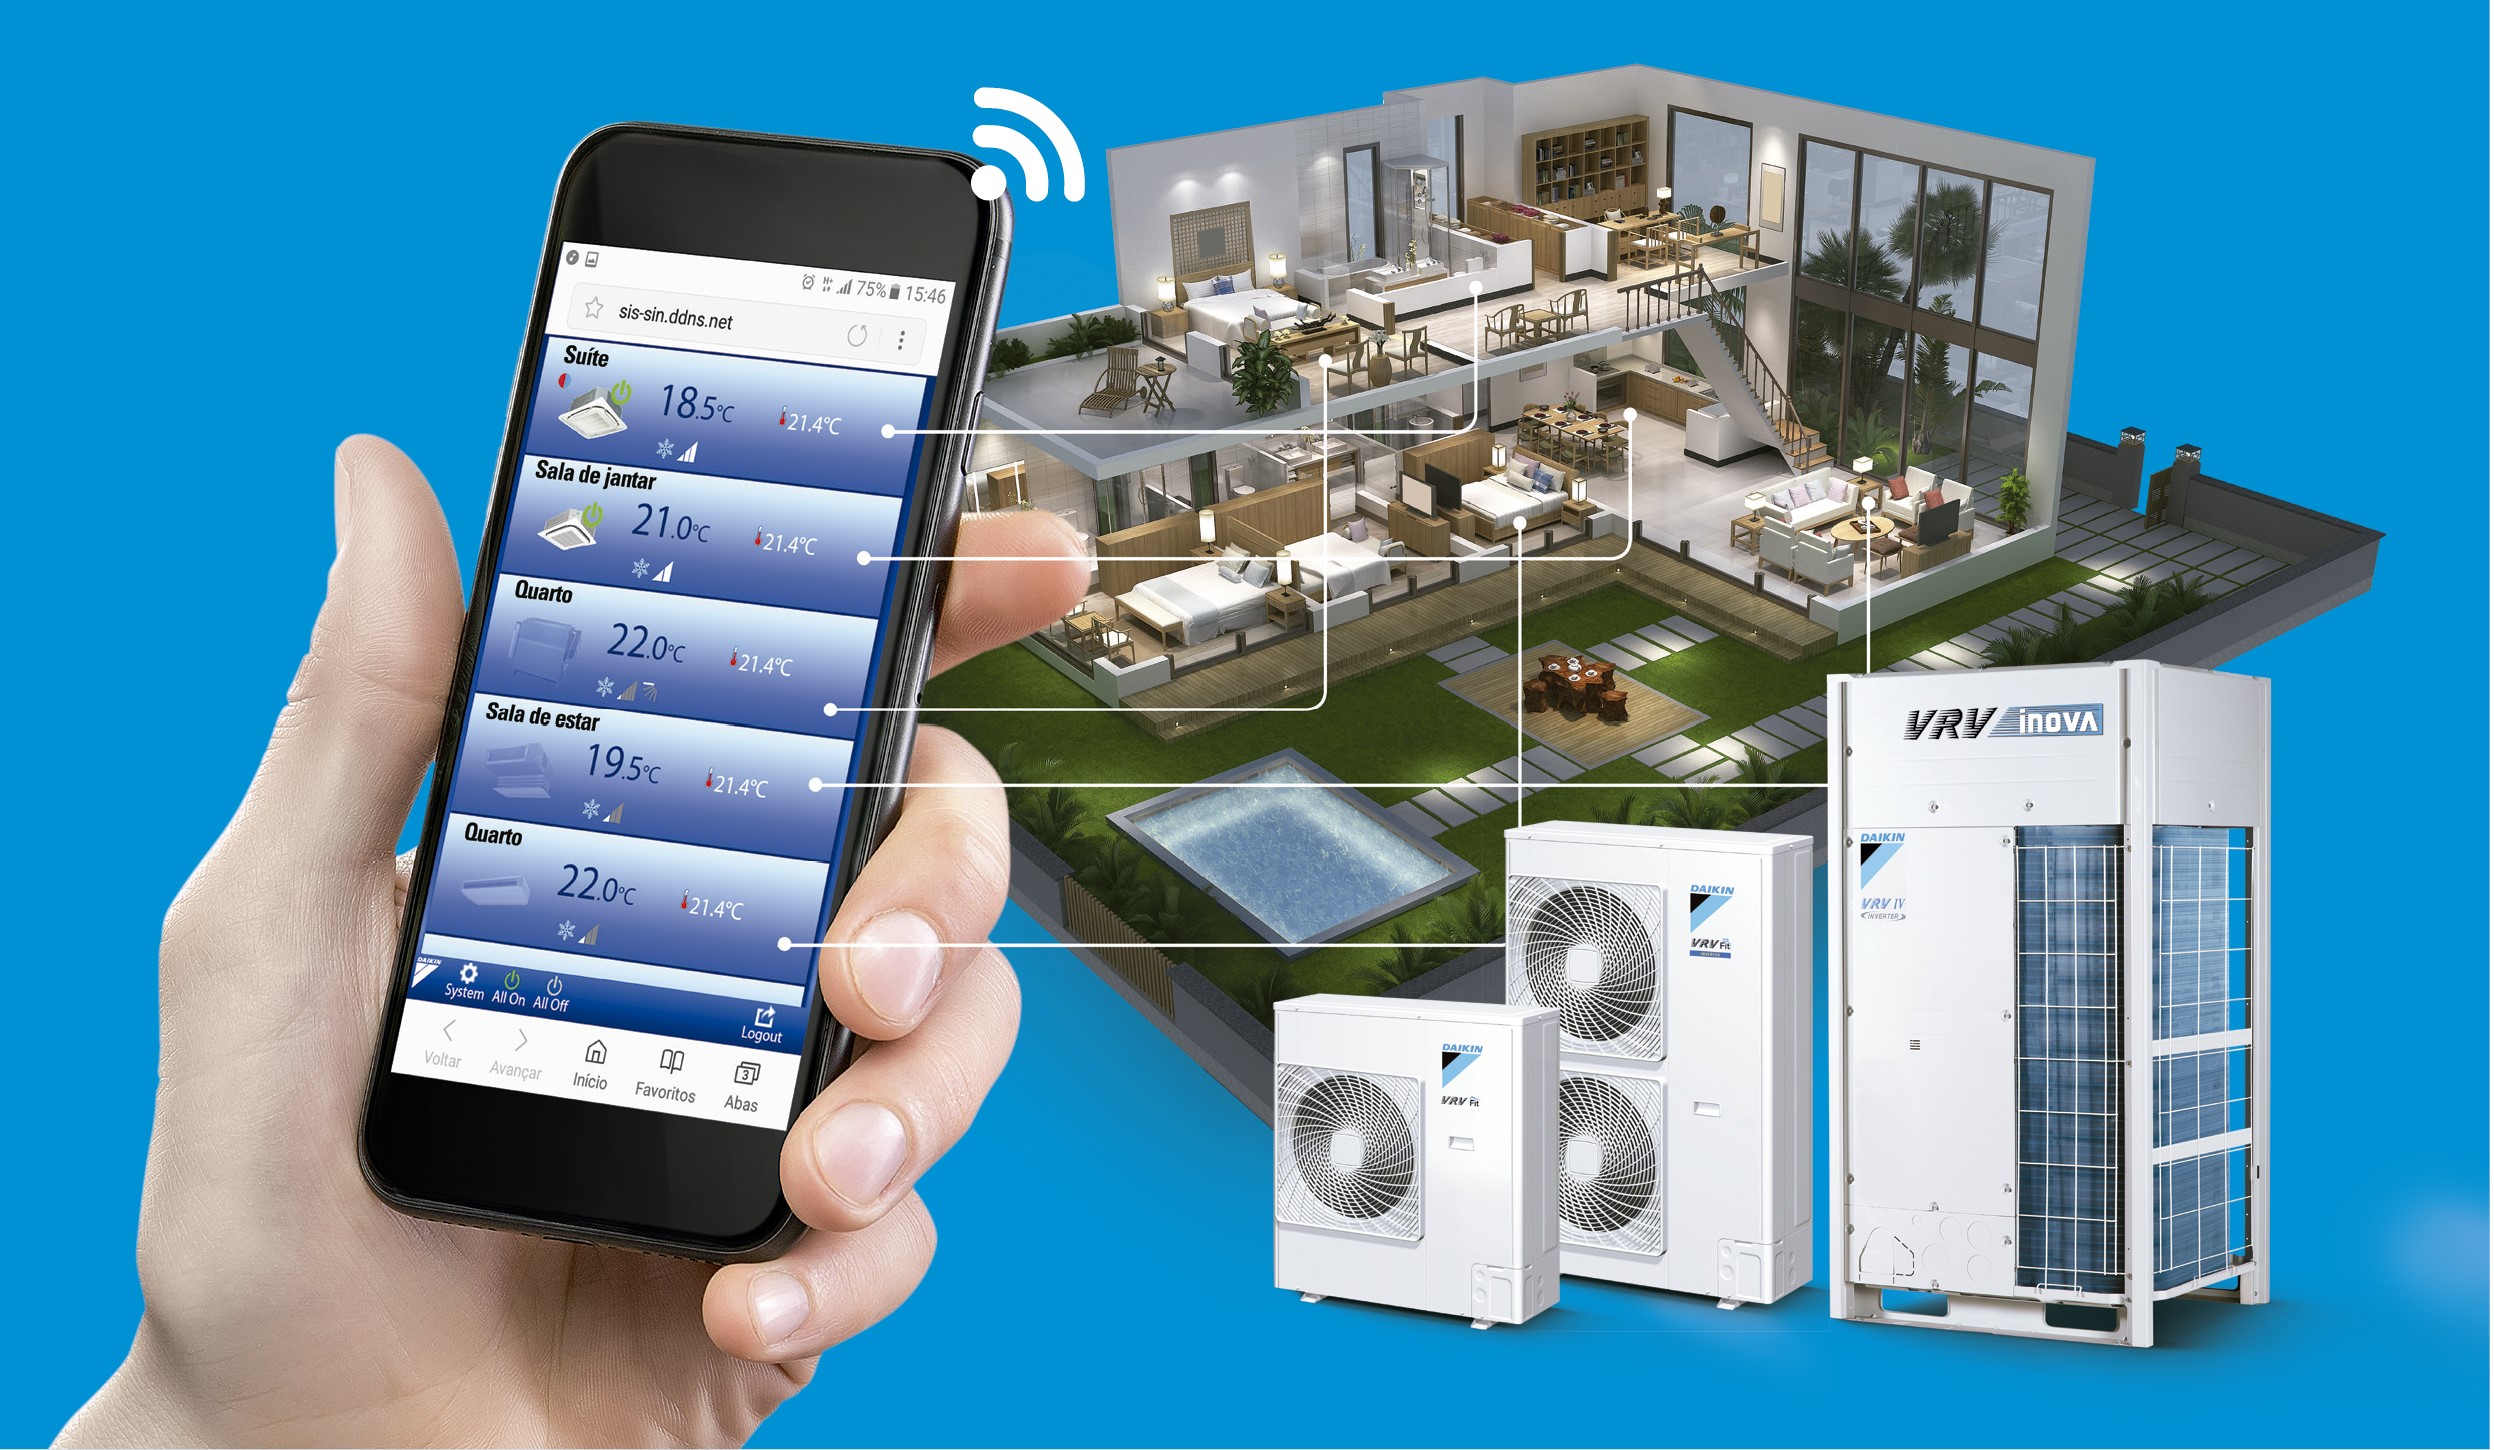 H+ 75% 15:46
sis-sin.ddns.net
Suíte
18.5°C 21.4°C
Sala de jantar
21.0°C 21.4°C
Quarto
22.0°C 21.4°C
Sala de estar
19.5°C 21.4°C
Quarto
22.0°C 21.4°C
DAIKIN
System All On All Off
Logout
Voltar Avançar Início Favoritos 3 Abas
VRV inova
DAIKIN
VRV IV
INVERTER
DAIKIN
VRV Fit
INVERTER
DAIKIN
VRV Fit